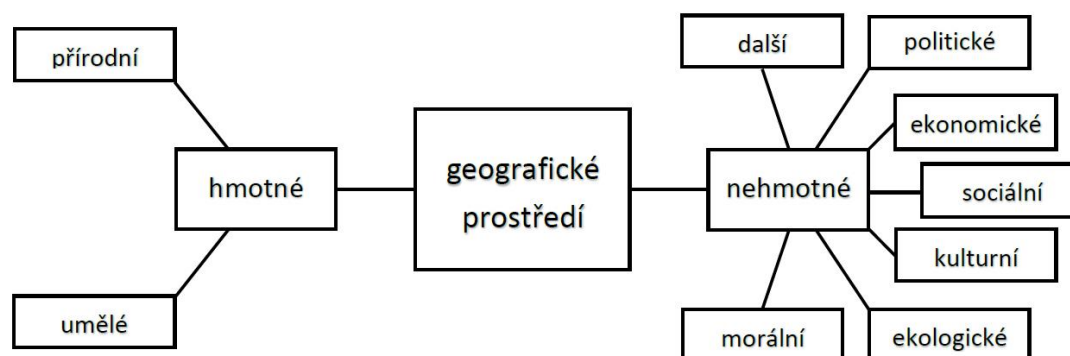 přírodní
umělé
hmotné
geografické
prostředí
nehmotné
další
politické
ekonomické
sociální
kulturní
ekologické
morální